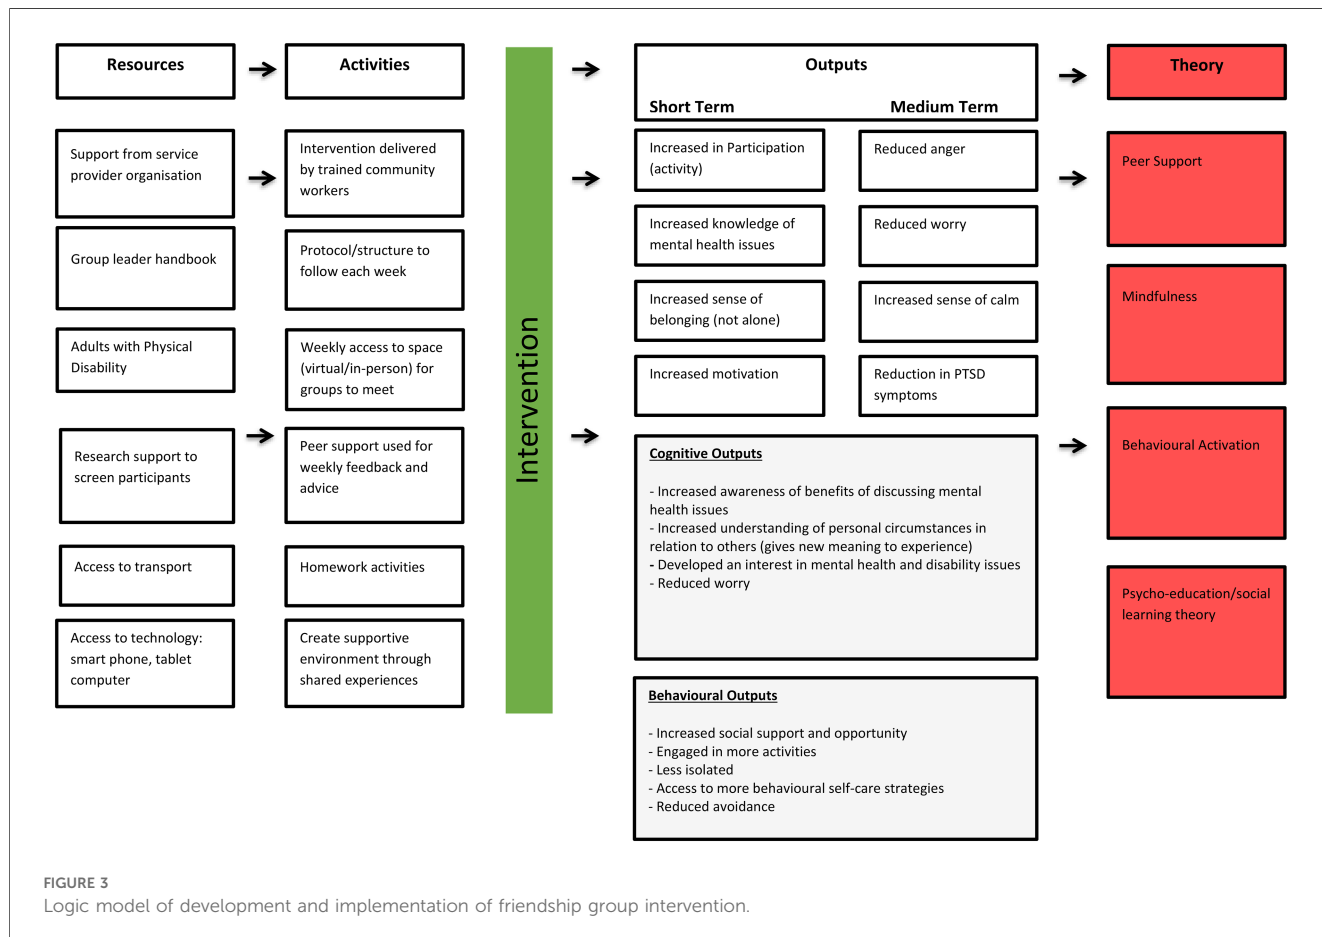 Resources
Activities
Outputs
Short Term
Medium Term
Theory
Support from service
provider organisation
Group leader handbook
Adults with Physical
Disability
Research support to
screen participants
Access to transport
Access to technology:
smart phone, tablet
computer
Intervention delivered
by trained community
workers
Protocol/structure to
follow each week
Weekly access to space
(virtual/in-person) for
groups to meet
Peer support used for
weekly feedback and
advice
Homework activities
Create supportive
environment through
shared experiences
Intervention
Increased in Participation
(activity)
Increased knowledge of
mental health issues
Increased sense of
belonging (not alone)
Increased motivation
Reduced anger
Reduced worry
Increased sense of calm
Reduction in PTSD
symptoms
Cognitive Outputs
- Increased awareness of benefits of discussing mental
health issues
- Increased understanding of personal circumstances in
relation to others (gives new meaning to experience)
- Developed an interest in mental health and disability issues
- Reduced worry
Behavioural Outputs
- Increased social support and opportunity
- Engaged in more activities
- Less isolated
- Access to more behavioural self-care strategies
- Reduced avoidance
Peer Support
Mindfulness
Behavioural Activation
Psycho-education/social
learning theory
FIGURE 3
Logic model of development and implementation of friendship group intervention.